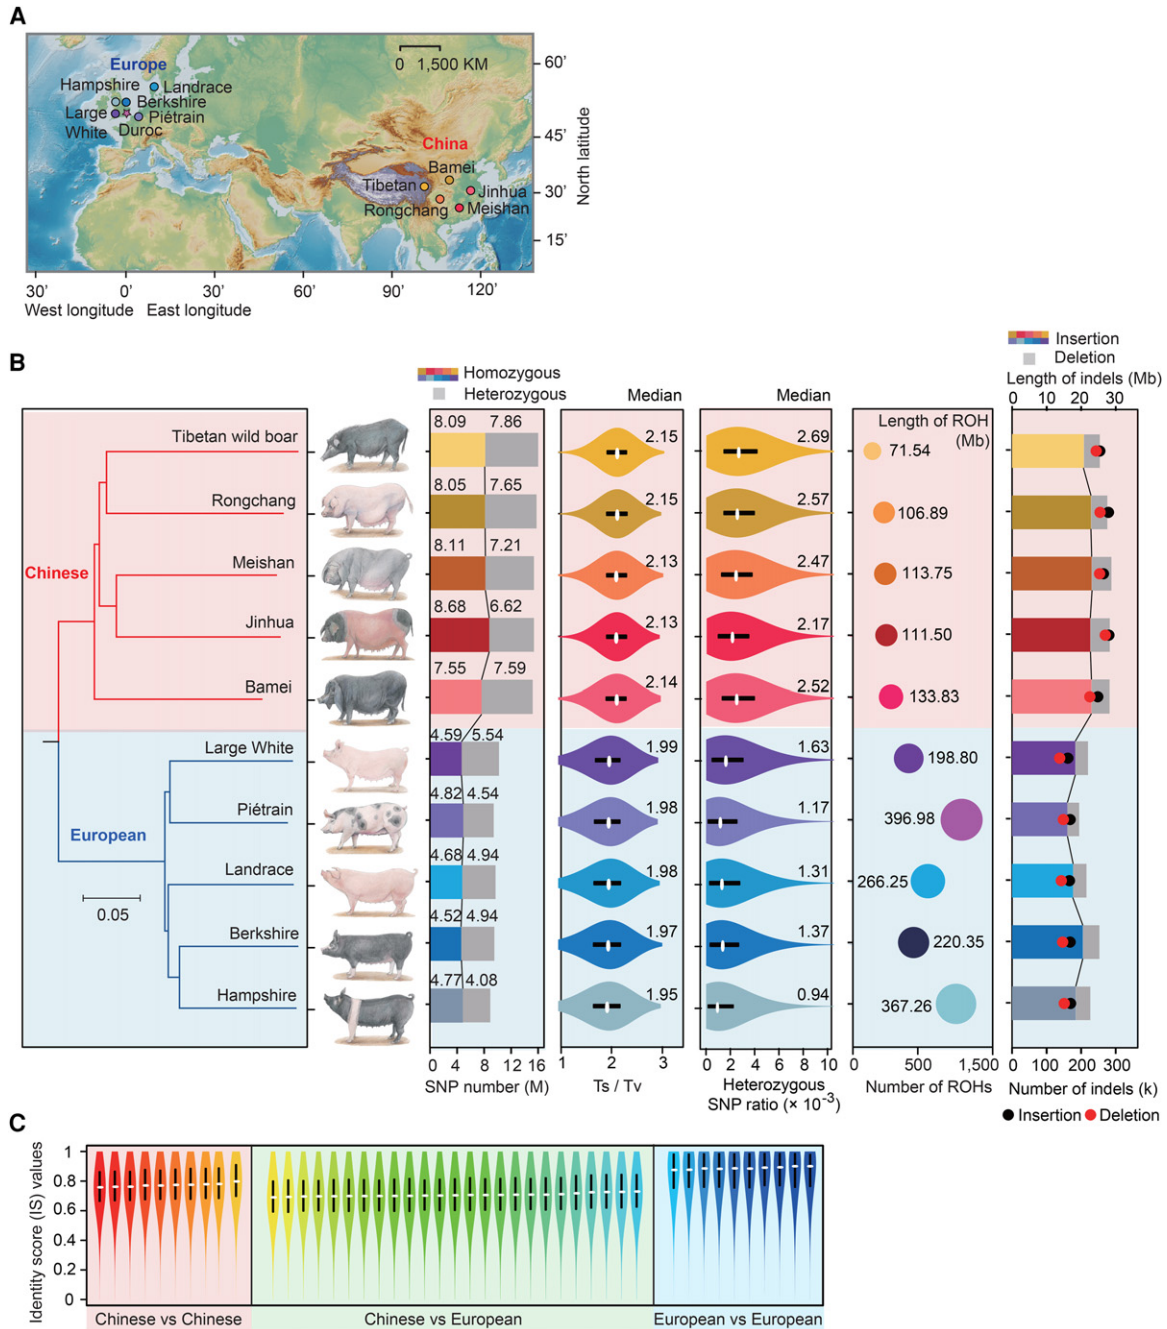 A
Europe
Hampshire
Landrace
Berkshire
Large
White
Piétrain
Duroc
0 1,500 KM
China
Bamei
Tibetan
Jinhua
Rongchang
Meishan
60’
45’
30’
15’
North latitude
30’ 0’ 30’ 60’ 90’ 120’
West longitude East longitude
B
Homozygous
Heterozygous
Median
Median
Insertion
Deletion
Length of indels (Mb)
0 10 20 30
Chinese
European
0.05
Length of ROH
(Mb)
Tibetan wild boar 8.09 7.86 2.15 2.69 71.54
Rongchang 8.05 7.65 2.15 2.57 106.89
Meishan 8.11 7.21 2.13 2.47 113.75
Jinhua 8.68 6.62 2.13 2.17 111.50
Bamei 7.55 7.59 2.14 2.52 133.83
Large White 4.59 5.54 1.99 1.63 198.80
Piétrain 4.82 4.54 1.98 1.17 396.98
Landrace 4.68 4.94 1.98 1.31 266.25
Berkshire 4.52 4.94 1.97 1.37 220.35
Hampshire 4.77 4.08 1.95 0.94 367.26
0 4 8 12 16
SNP number (M)
1 2 3
Ts / Tv
0 2 4 6 8 10
Heterozygous
SNP ratio (× 10⁻³)
0 500 1,500
Number of ROHs
0 100 200 300
Number of indels (k)
Insertion Deletion
C
Identity score (IS) values
1
0.8
0.6
0.4
0.2
0
Chinese vs Chinese
Chinese vs European
European vs European